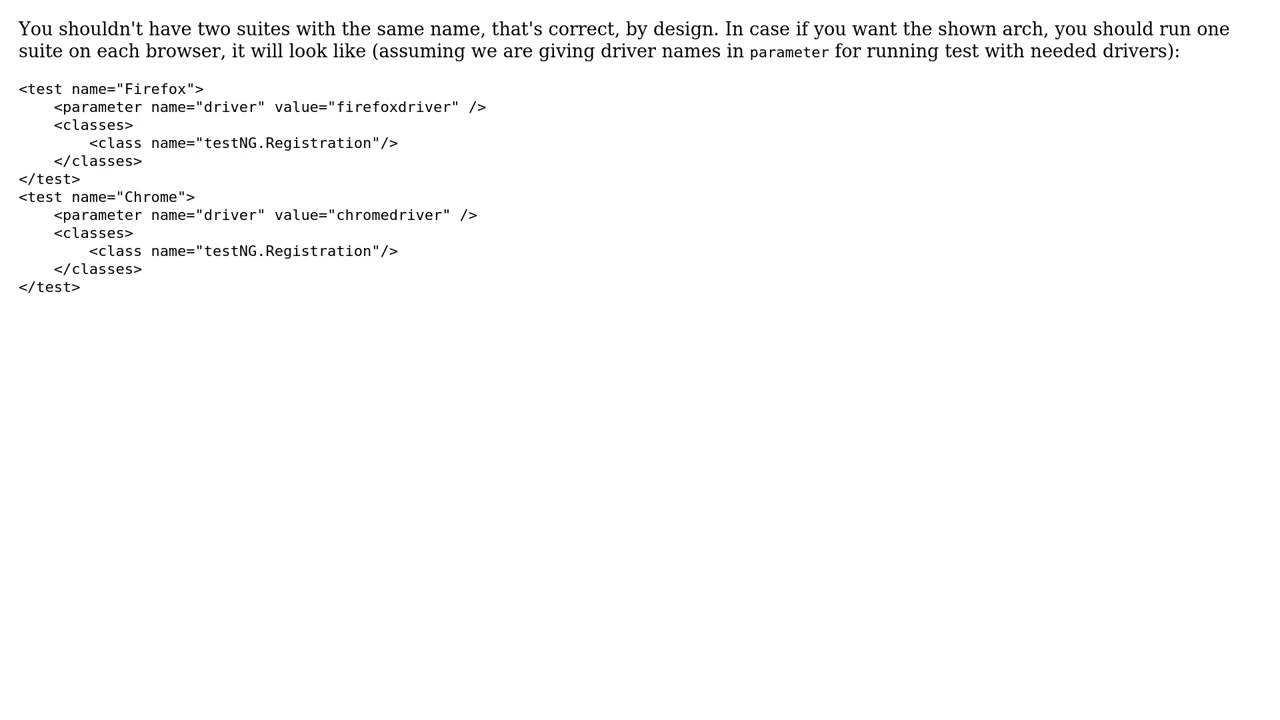 You shouldn't have two suites with the same name, that's correct, by design. In case if you want the shown arch, you should run one
suite on each browser, it will look like (assuming we are giving driver names in parameter for running test with needed drivers):
<test name="Firefox">
    <parameter name="driver" value="firefoxdriver" />
    <classes>
        <class name="testNG.Registration"/>
    </classes>
</test>
<test name="Chrome">
    <parameter name="driver" value="chromedriver" />
    <classes>
        <class name="testNG.Registration"/>
    </classes>
</test>